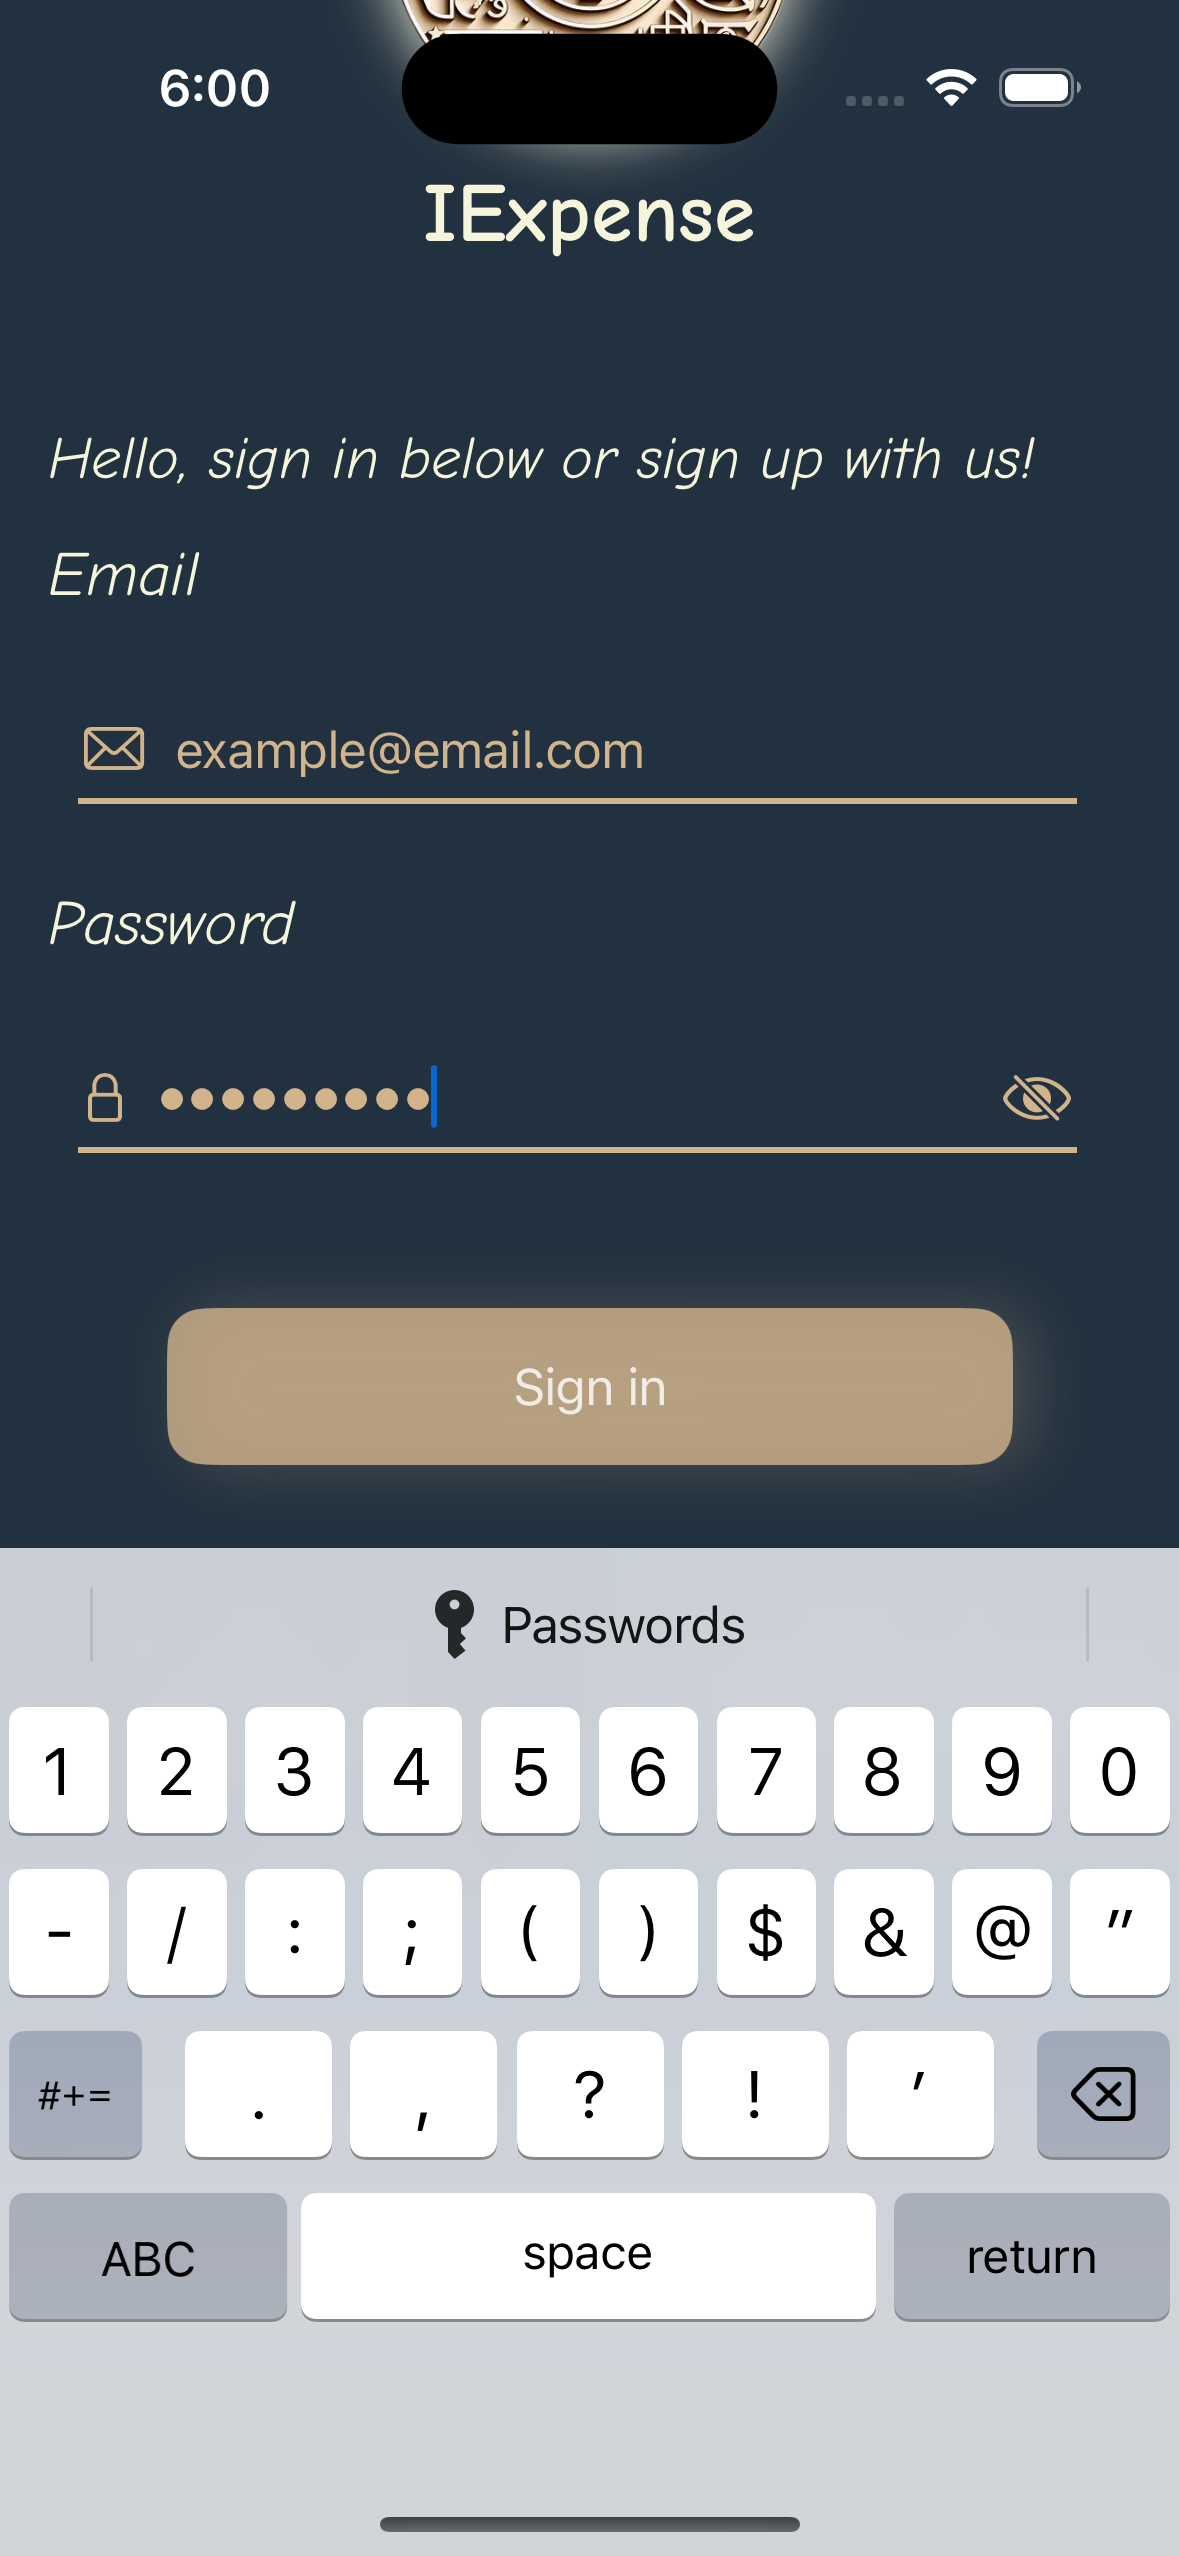 6:00
IExpense
Hello, sign in below or sign up with us!
Email
example@email.com
Password
Sign in
Passwords
1 2 3 4 5 6 7 8 9 0
- / : ; ( ) $ & @ "
#+= . , ? ! '
ABC space return